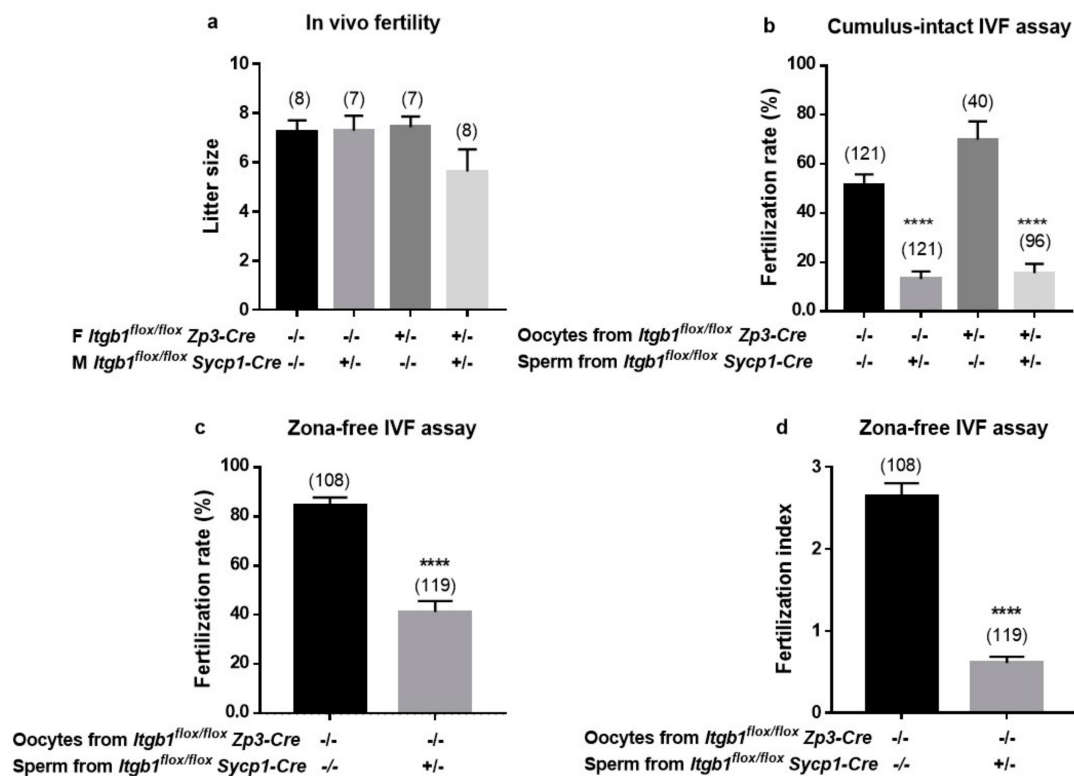 a In vivo fertility
Litter size
10
8
6
4
2
0
(8) (7) (7) (8)
F Itgb1flox/flox Zp3-Cre -/- -/- +/- +/-
M Itgb1flox/flox Sycp1-Cre -/- +/- -/- +/-
b Cumulus-intact IVF assay
Fertilization rate (%)
100
80
60
40
20
0.0
(121) **** (121) (40) **** (96)
Oocytes from Itgb1flox/flox Zp3-Cre -/- -/- +/- +/-
Sperm from Itgb1flox/flox Sycp1-Cre -/- +/- -/- +/-
c Zona-free IVF assay
Fertilization rate (%)
100
80
60
40
20
0.0
(108) **** (119)
Oocytes from Itgb1flox/flox Zp3-Cre -/- -/-
Sperm from Itgb1flox/flox Sycp1-Cre -/- +/-
d Zona-free IVF assay
Fertilization index
3
2
1
0
(108) **** (119)
Oocytes from Itgb1flox/flox Zp3-Cre -/- -/-
Sperm from Itgb1flox/flox Sycp1-Cre -/- +/-